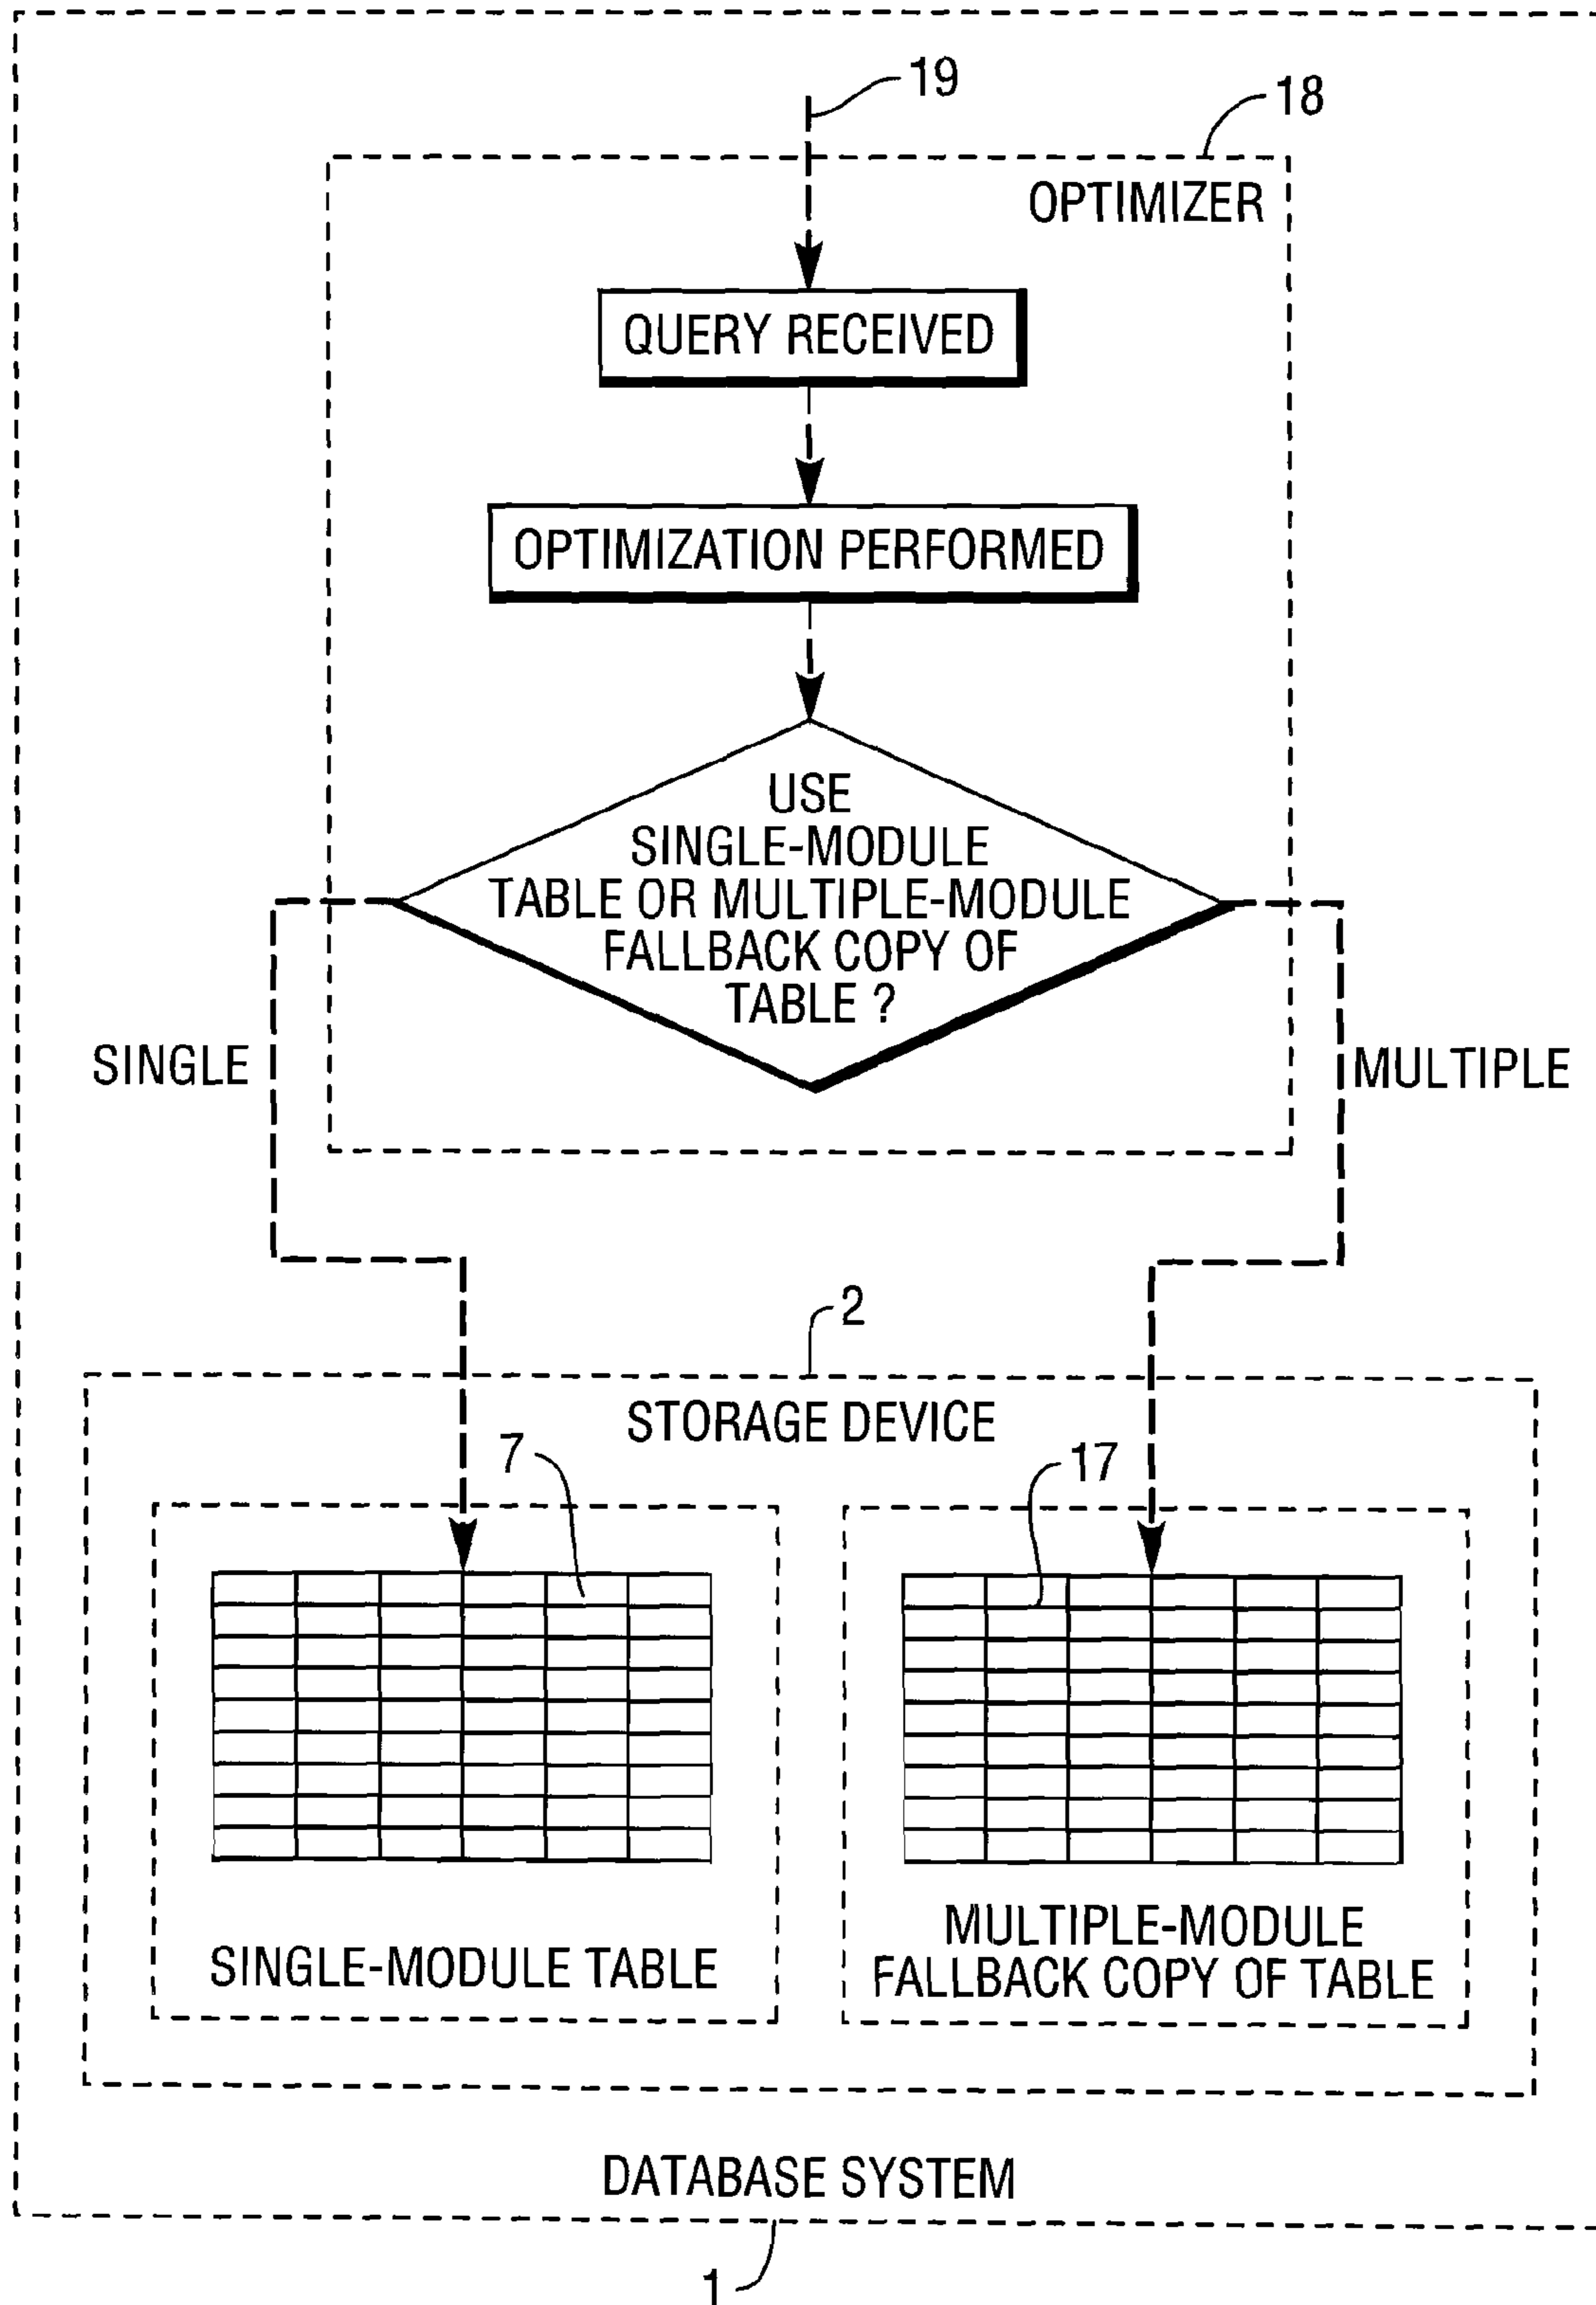 19
18
OPTIMIZER
QUERY RECEIVED
OPTIMIZATION PERFORMED
USE
SINGLE-MODULE
TABLE OR MULTIPLE-MODULE
FALLBACK COPY OF
TABLE ?
SINGLE
MULTIPLE
2
STORAGE DEVICE
7
17
SINGLE-MODULE TABLE
MULTIPLE-MODULE
FALLBACK COPY OF TABLE
DATABASE SYSTEM
1